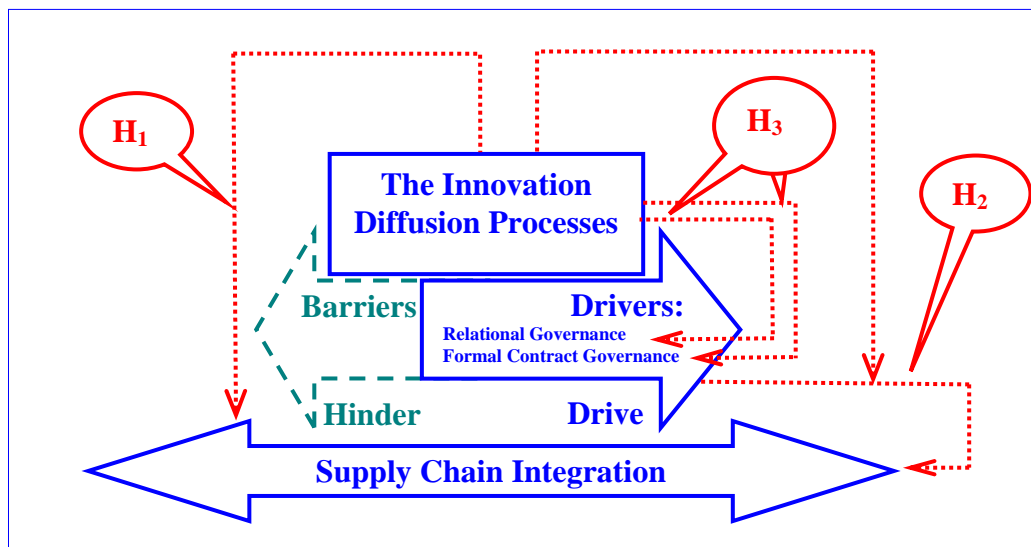 H₁
H₃
The Innovation
Diffusion Processes
H₂
Barriers
Drivers:
Relational Governance
Formal Contract Governance
Hinder
Drive
Supply Chain Integration